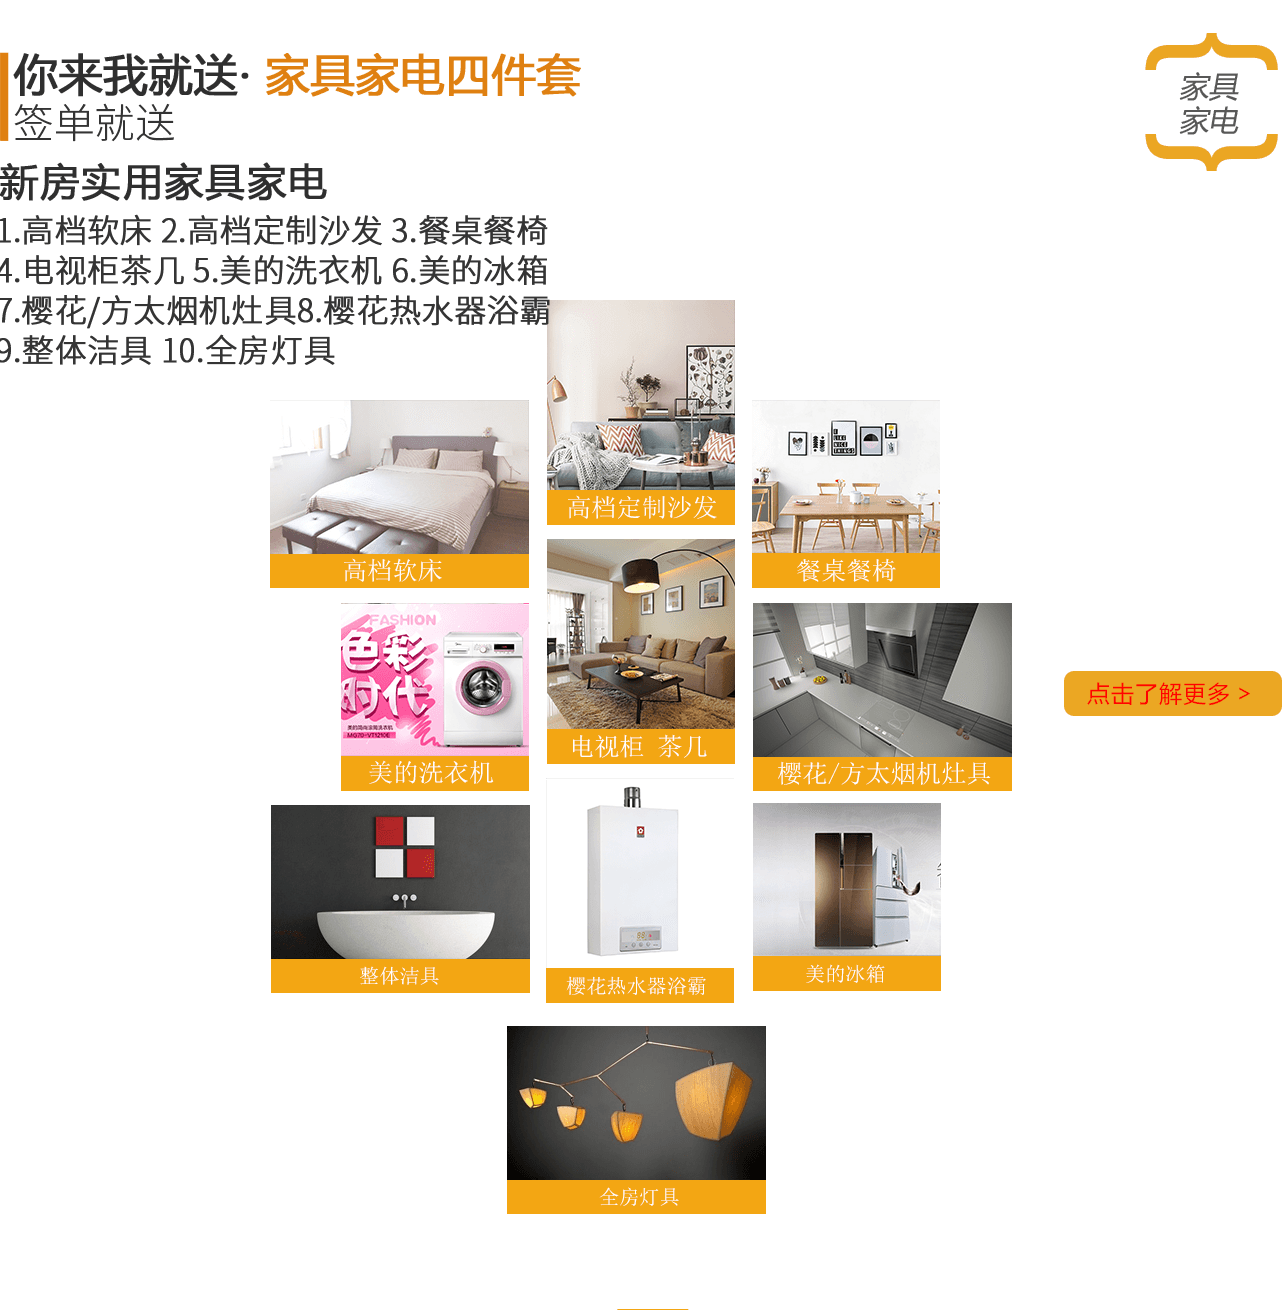 你来我就送· 家具家电四件套
签单就送
家具
家电
新房实用家具家电
1.高档软床 2.高档定制沙发 3.餐桌餐椅
4.电视柜茶几 5.美的洗衣机 6.美的冰箱
7.樱花/方太烟机灶具8.樱花热水器浴霸
9.整体洁具 10.全房灯具
高档定制沙发
高档软床
餐桌餐椅
FASHION
色彩
时代
MG70-VT1210E
电视柜 茶几
美的洗衣机
樱花/方太烟机灶具
点击了解更多 >
整体洁具
樱花热水器浴霸
美的冰箱
全房灯具